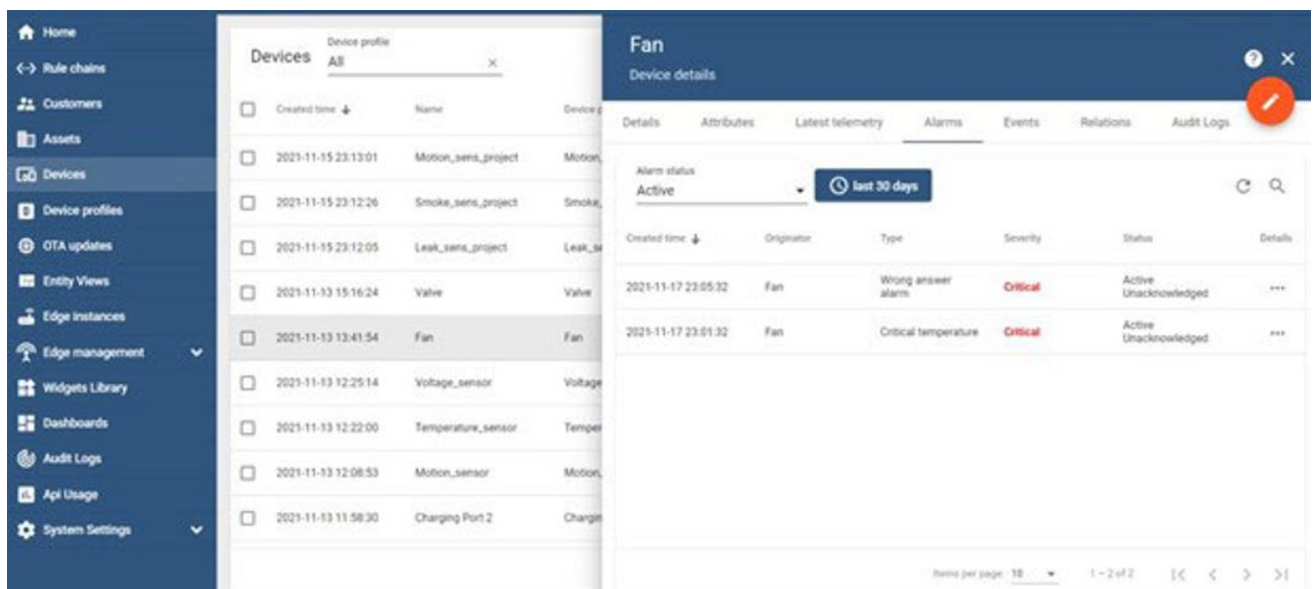 Home
Rule chains
Customers
Assets
Devices
Device profiles
OTA updates
Entity Views
Edge instances
Edge management
Widgets Library
Dashboards
Audit Logs
Api Usage
System Settings
Devices
Device profile
All
Created time Name Device p
2021-11-15 23:13:01 Motion_sens_project Motion_
2021-11-15 23:12:26 Smoke_sens_project Smoke_
2021-11-15 23:12:05 Leak_sens_project Leak_se
2021-11-13 15:16:24 Valve Valve
2021-11-13 13:41:54 Fan Fan
2021-11-13 12:25:14 Voltage_sensor Voltage
2021-11-13 12:22:00 Temperature_sensor Temper
2021-11-13 12:08:53 Motion_sensor Motion_
2021-11-13 11:58:30 Charging Port 2 Chargin
Fan
Device details
Details Attributes Latest telemetry Alarms Events Relations Audit Logs
Alarm status
Active
last 30 days
Created time Originator Type Severity Status Details
2021-11-17 23:05:32 Fan Wrong answer alarm Critical Active Unacknowledged
2021-11-17 23:01:32 Fan Critical temperature Critical Active Unacknowledged
Items per page: 10 1 – 2 of 2